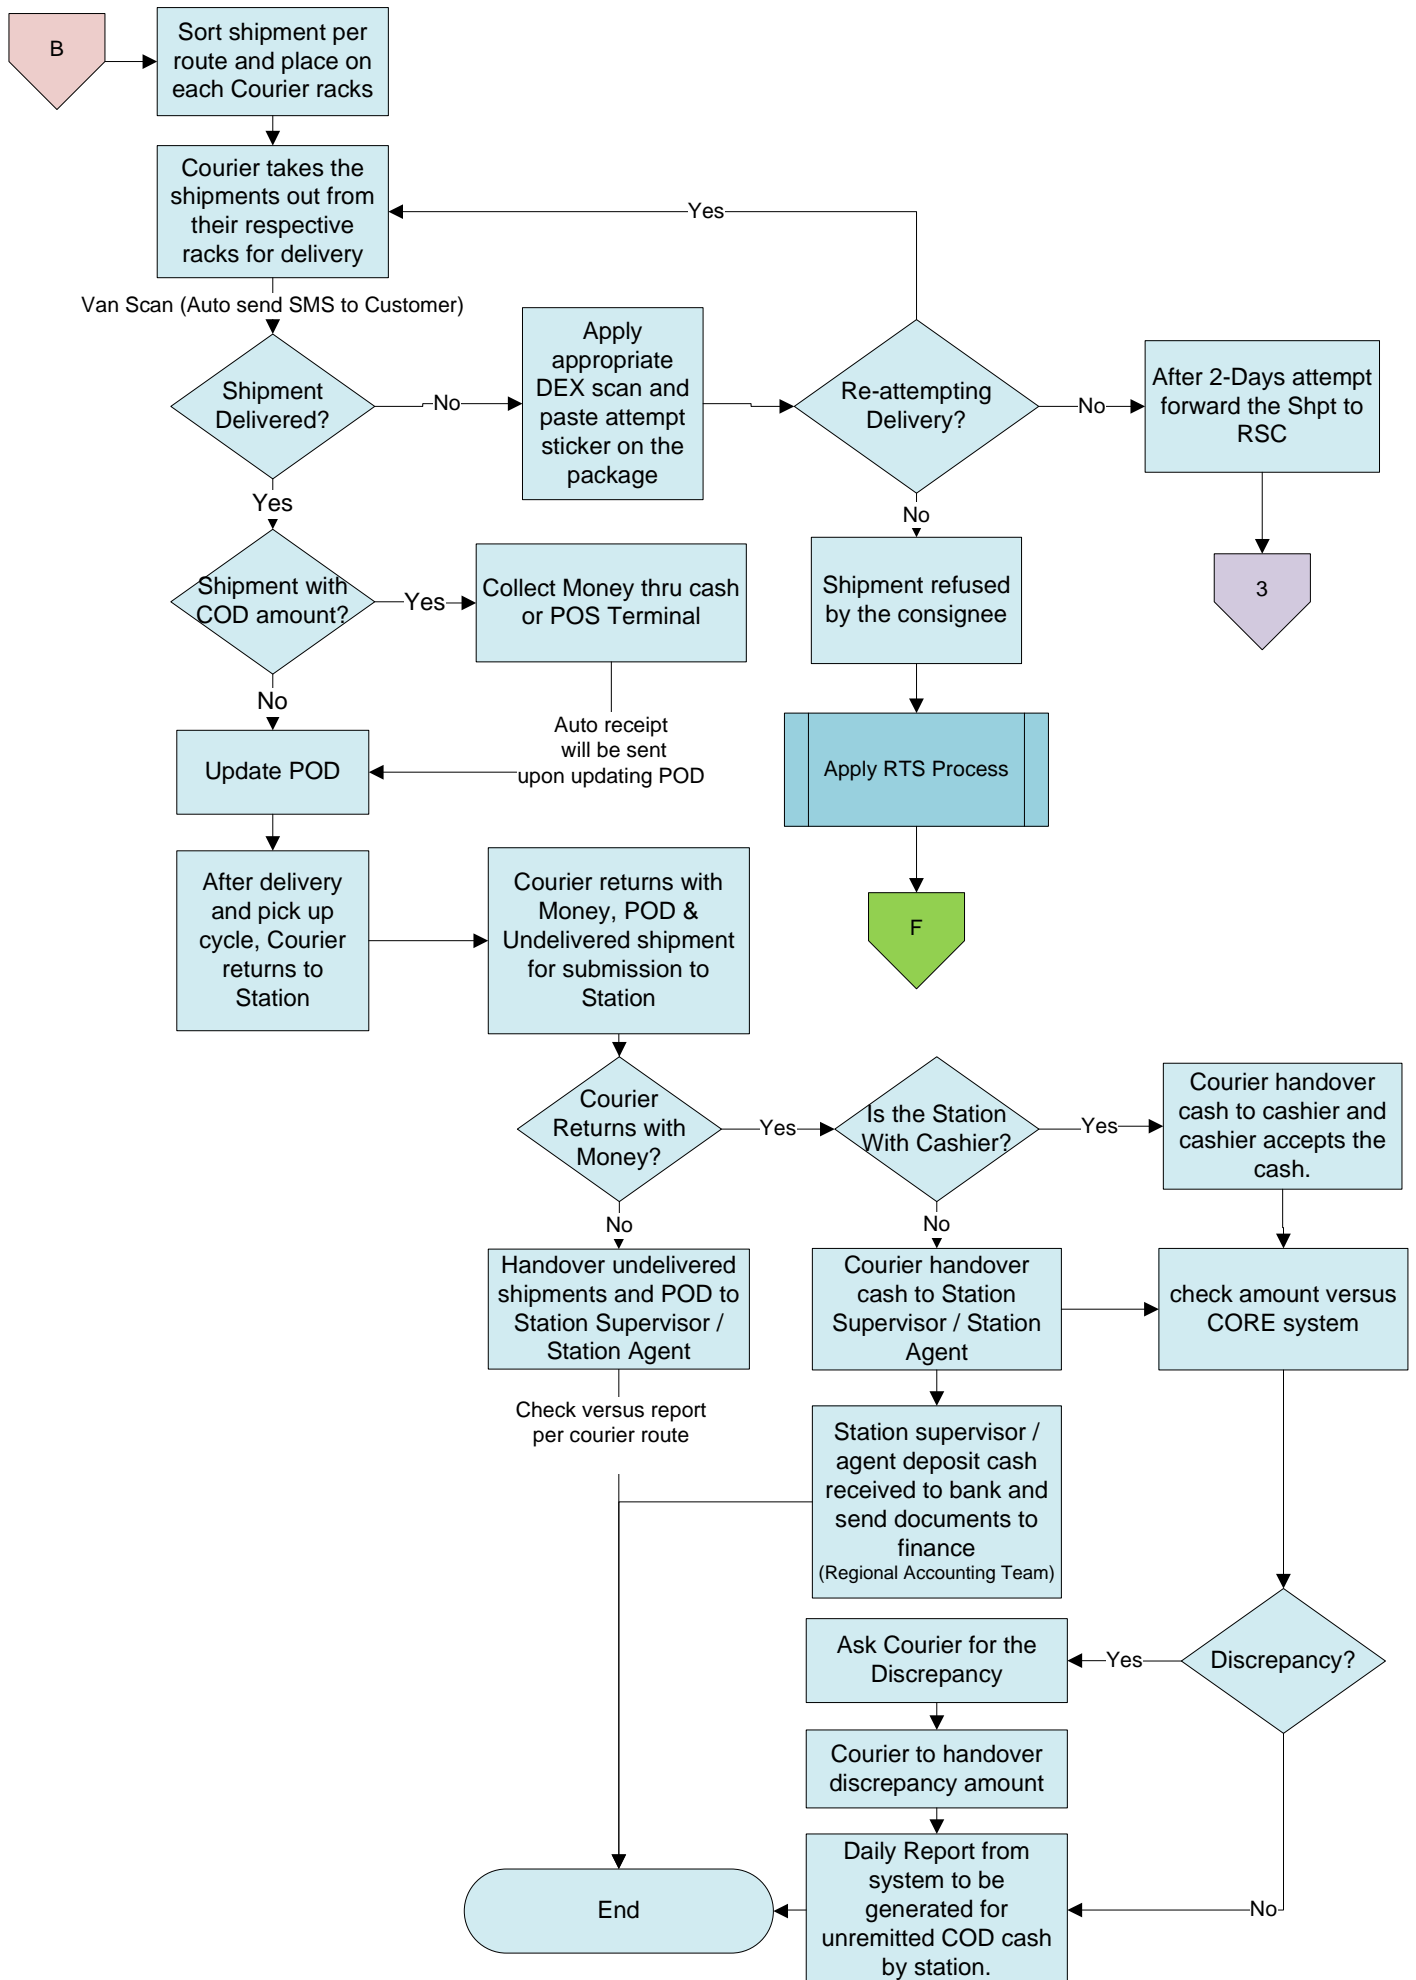 B
Sort shipment per
route and place on
each Courier racks
Courier takes the
shipments out from
their respective
racks for delivery
Yes
Van Scan (Auto send SMS to Customer)
Shipment
Delivered?
No
Apply
appropriate
DEX scan and
paste attempt
sticker on the
package
Re-attempting
Delivery?
No
After 2-Days attempt
forward the Shpt to
RSC
3
Yes
No
Shipment with
COD amount?
Yes
Collect Money thru cash
or POS Terminal
Shipment refused
by the consignee
No
Auto receipt
will be sent
upon updating POD
Update POD
Apply RTS Process
F
After delivery
and pick up
cycle, Courier
returns to
Station
Courier returns with
Money, POD &
Undelivered shipment
for submission to
Station
Courier
Returns with
Money?
Yes
Is the Station
With Cashier?
Yes
Courier handover
cash to cashier and
cashier accepts the
cash.
No
No
Handover undelivered
shipments and POD to
Station Supervisor /
Station Agent
Courier handover
cash to Station
Supervisor / Station
Agent
check amount versus
CORE system
Check versus report
per courier route
Station supervisor /
agent deposit cash
received to bank and
send documents to
finance
(Regional Accounting Team)
Ask Courier for the
Discrepancy
Yes
Discrepancy?
Courier to handover
discrepancy amount
Daily Report from
system to be
generated for
unremitted COD cash
by station.
No
End